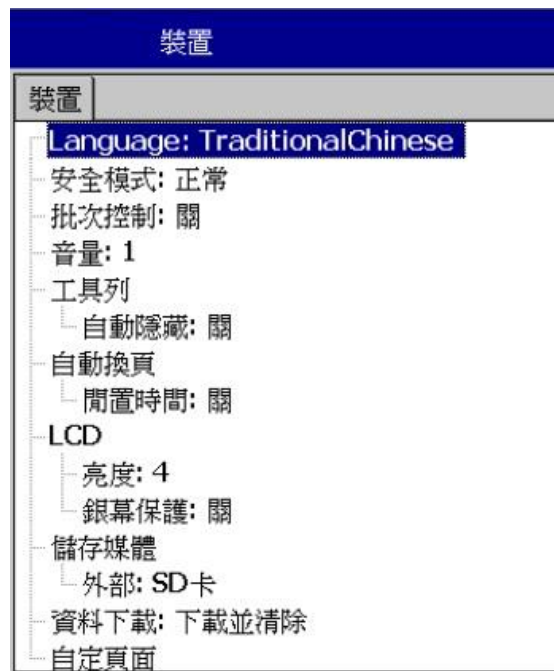 裝置
裝置
Language: TraditionalChinese
安全模式: 正常
批次控制: 關
音量: 1
工具列
自動隱藏: 關
自動換頁
閒置時間: 關
LCD
亮度: 4
銀幕保護: 關
儲存媒體
外部: SD卡
資料下載: 下載並清除
自定頁面